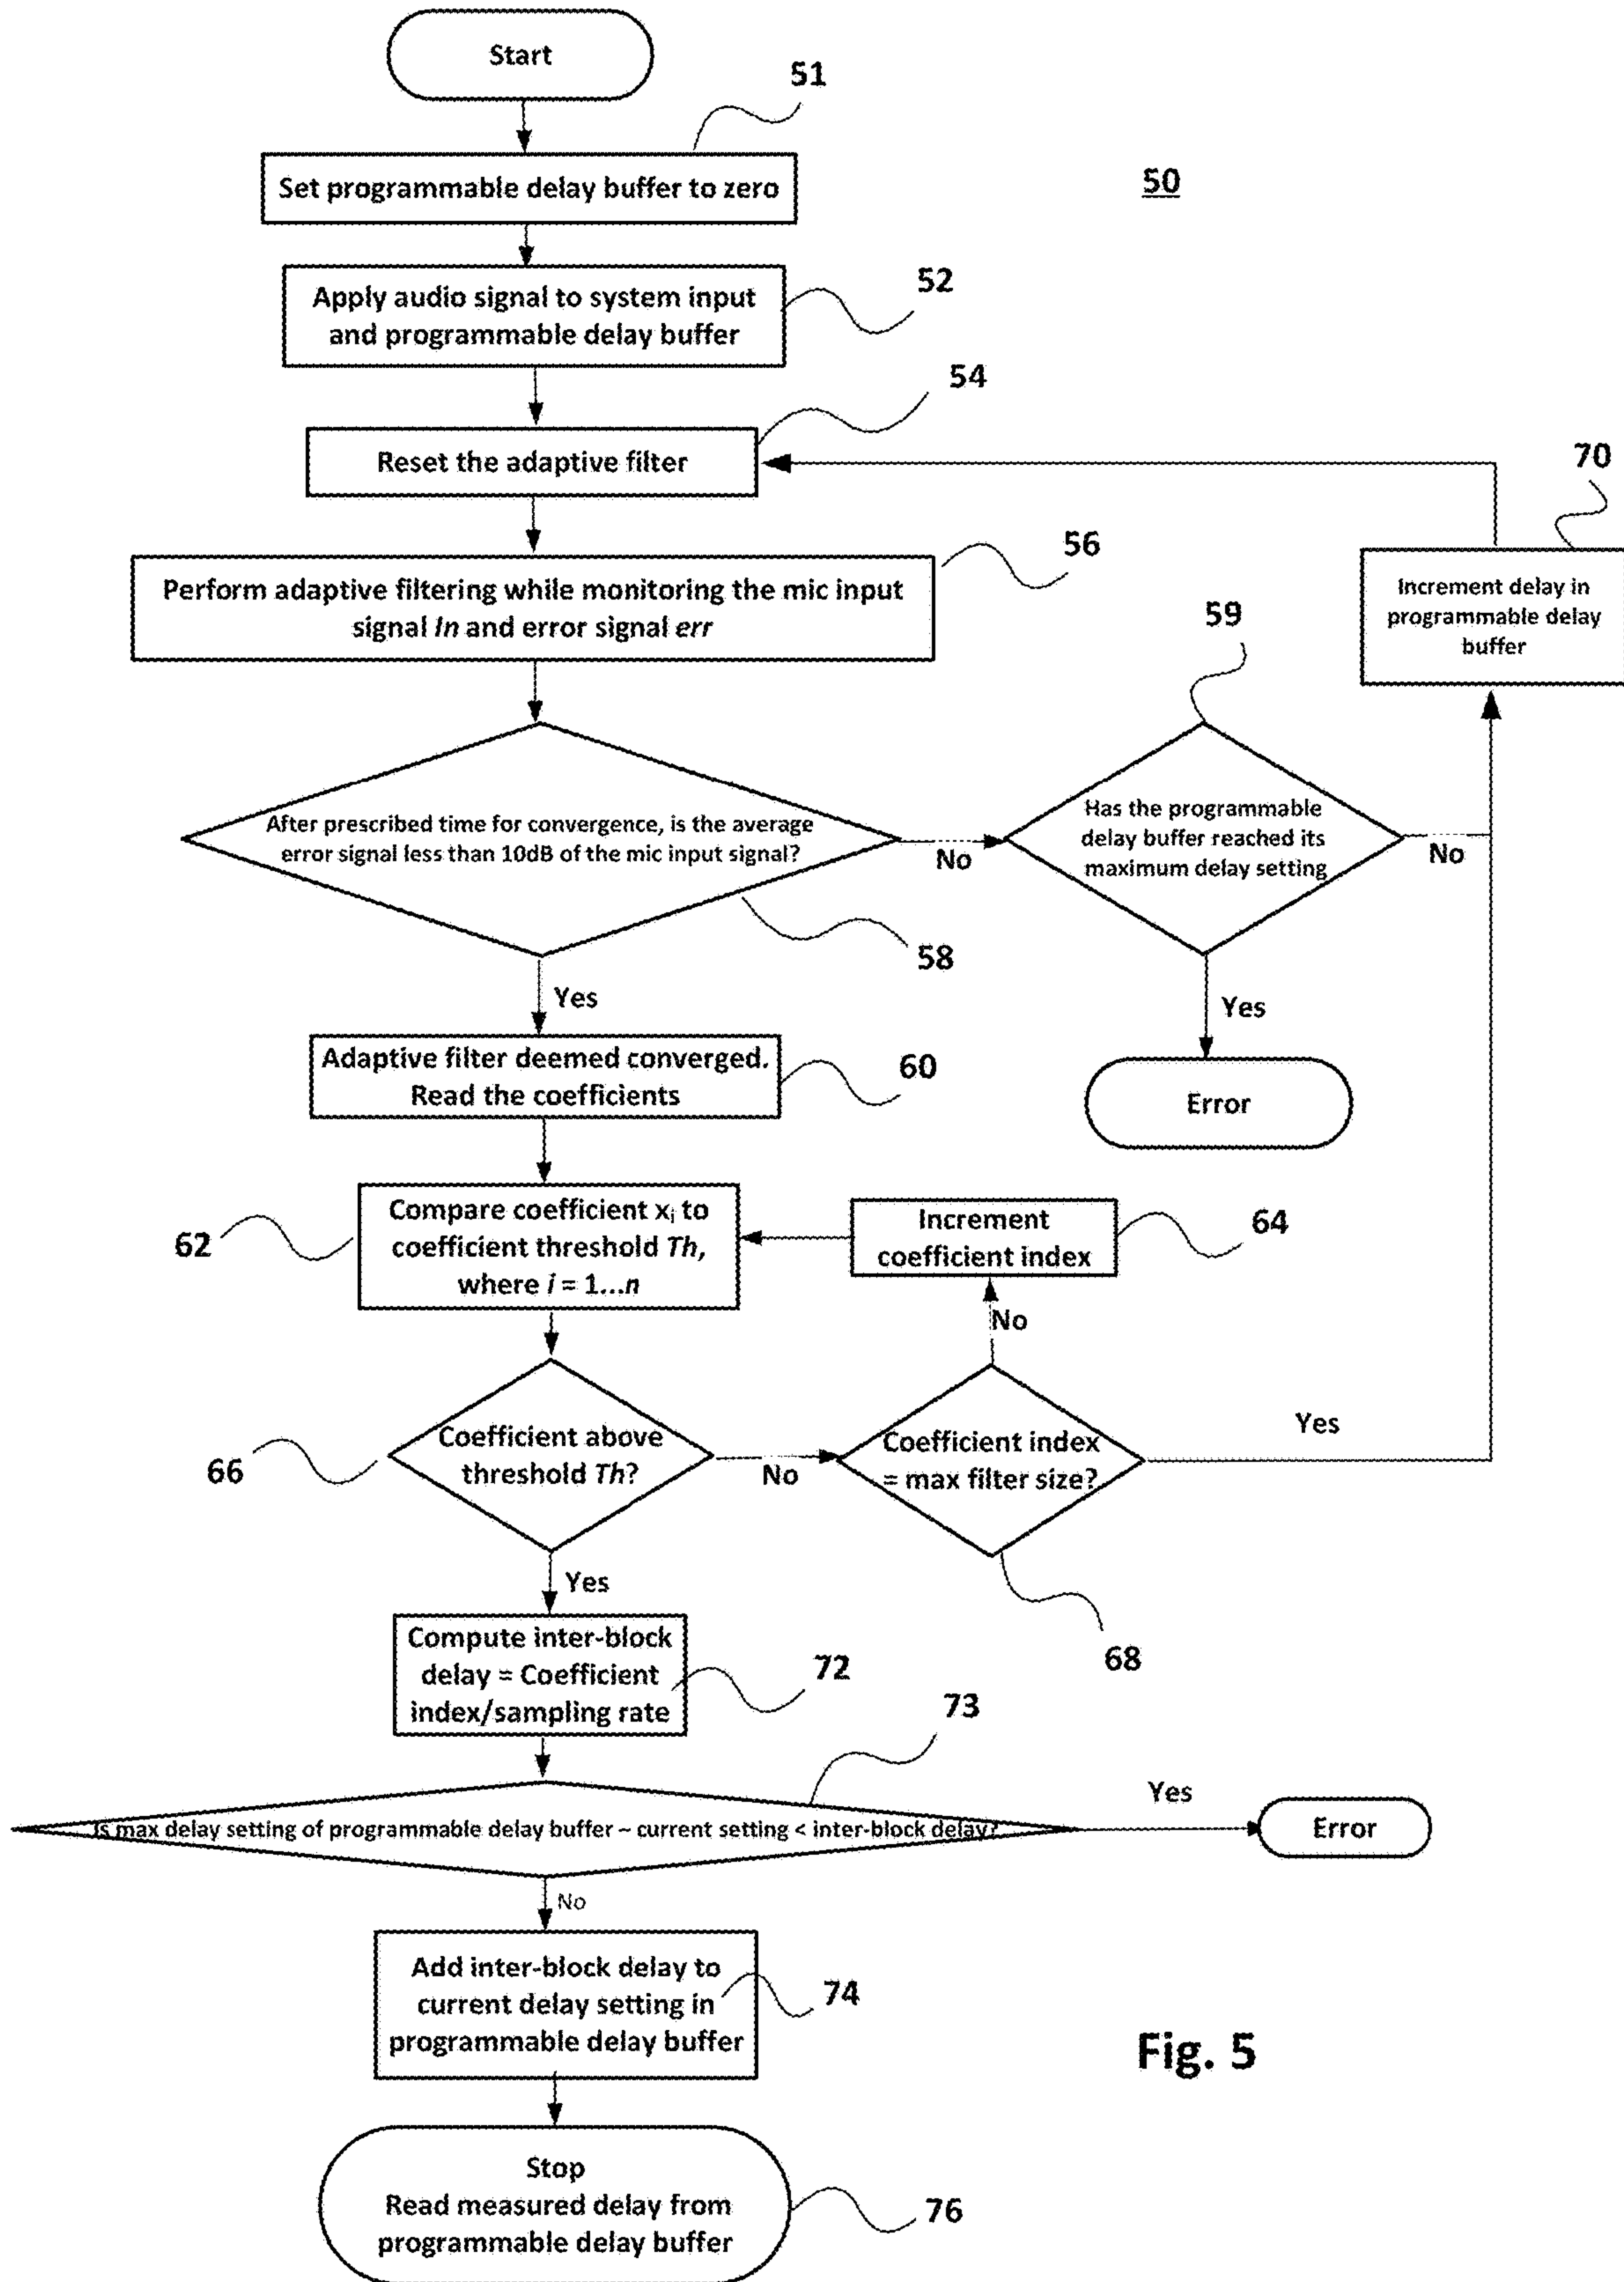 Start
51
Set programmable delay buffer to zero
50
Apply audio signal to system input
and programmable delay buffer
52
54
Reset the adaptive filter
70
56
Perform adaptive filtering while monitoring the mic input
signal In and error signal err
Increment delay in
programmable delay
buffer
59
After prescribed time for convergence, is the average
error signal less than 10dB of the mic input signal?
No
Has the programmable
delay buffer reached its
maximum delay setting
No
58
Yes
Yes
Adaptive filter deemed converged.
Read the coefficients
60
Error
62
Compare coefficient xi to
coefficient threshold Th,
where i = 1...n
Increment
coefficient index
64
No
66
Coefficient above
threshold Th?
No
Coefficient index
= max filter size?
Yes
Yes
68
Compute inter-block
delay = Coefficient
index/sampling rate
72
73
Is max delay setting of programmable delay buffer – current setting < inter-block delay?
Yes
Error
No
Add inter-block delay to
current delay setting in
programmable delay buffer
74
Fig. 5
Stop
Read measured delay from
programmable delay buffer
76